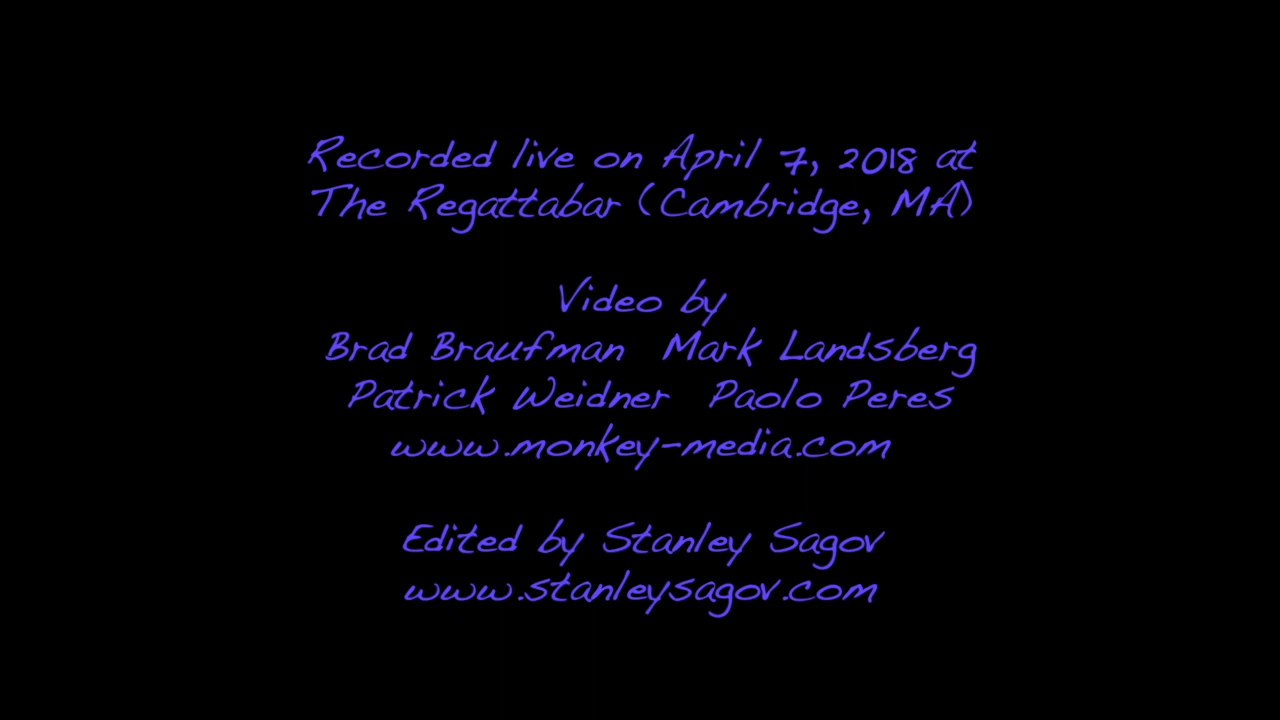 Recorded live on April 7, 2018 at
The Regattabar (Cambridge, MA)
Video by
Brad Braufman Mark Landsberg
Patrick Weidner Paolo Peres
www.monkey-media.com
Edited by Stanley Sagov
www.stanleysagov.com